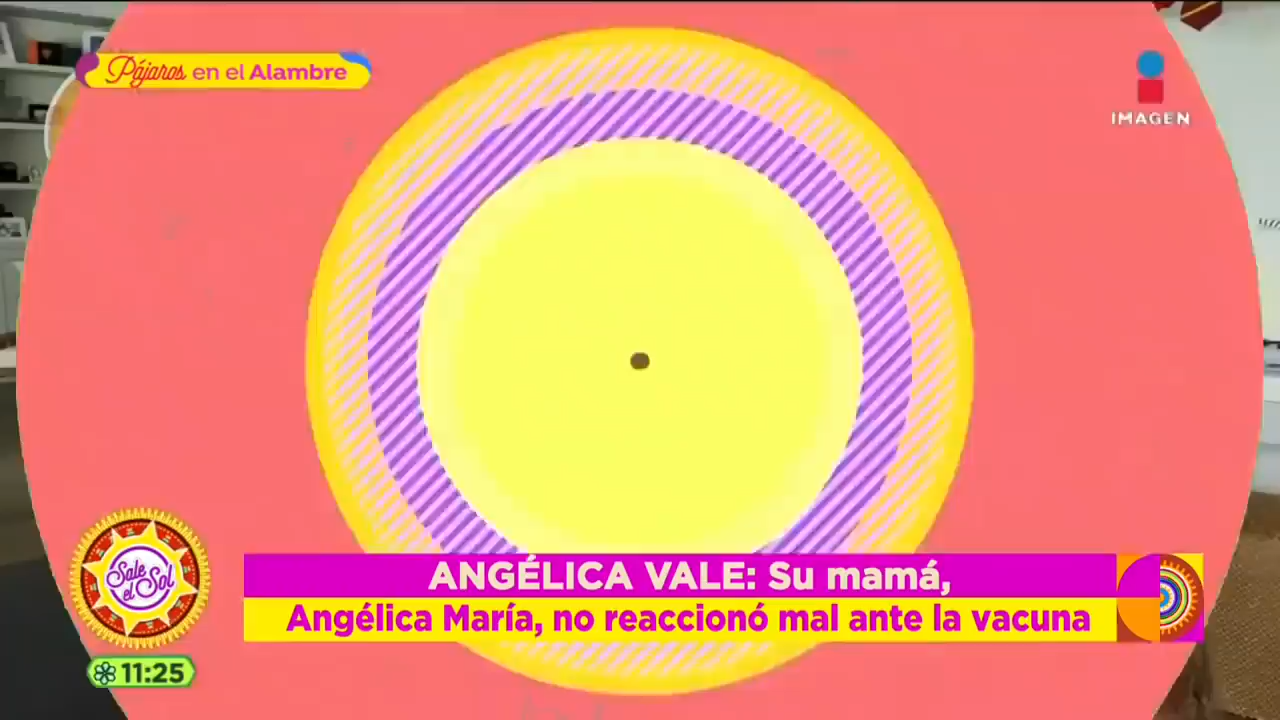 Pájaros en el Alambre
IMAGEN
Sale
el Sol
ANGÉLICA VALE: Su mamá,
Angélica María, no reaccionó mal ante la vacuna
11:25